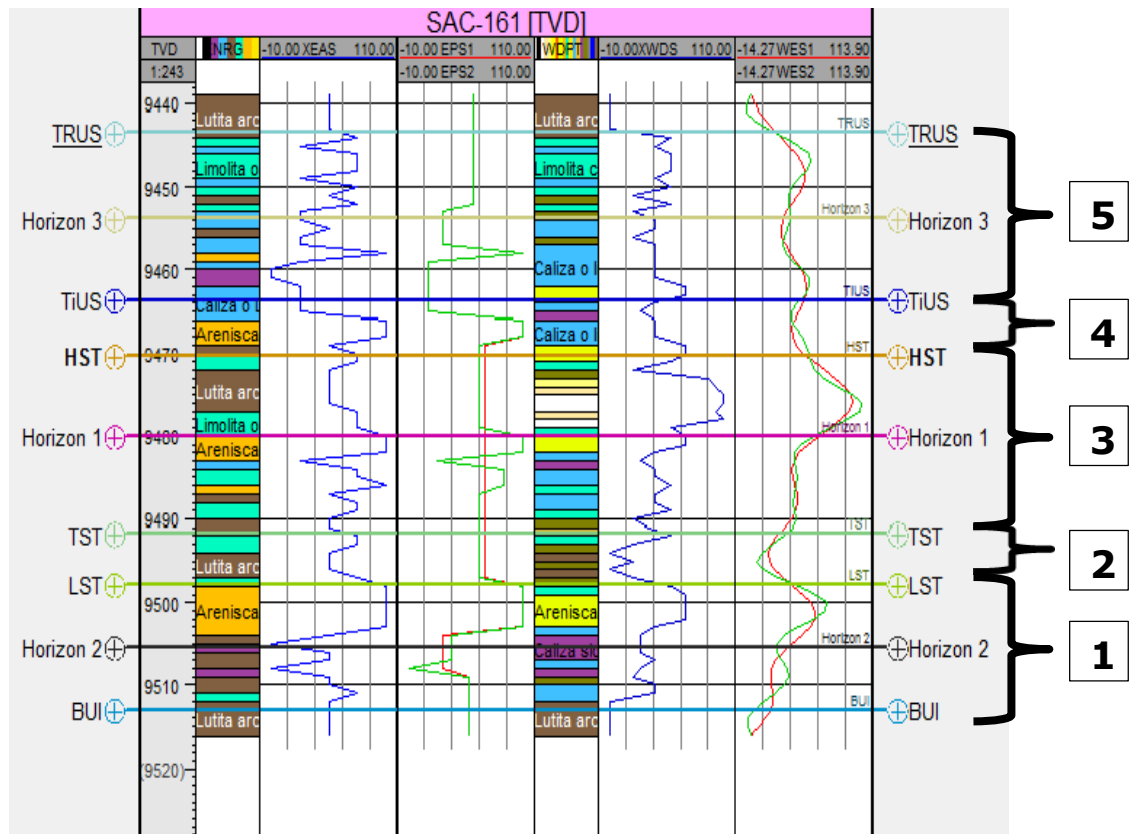 SAC-161 [TVD]
TVD ENRG -10.00 XEAS 110.00 -10.00 EPS1 110.00 WDPT -10.00 XWDS 110.00 -14.27 WES1 113.90
1:243 -10.00 EPS2 110.00 -14.27 WES2 113.90
9440
Lutita arc Lutita arc
TRUS TRUS TRUS
Limolita o Limolita c
9450
5
Horizon 3 Horizon 3 Horizon 3
9460
Caliza o l
TiUS TiUS TiUS
Caliza o L
Arenisca Caliza o l
4
HST 9470 HST HST
Lutita arc
Limolita o
Horizon 1 9480 Horizon 1 Horizon 1
3
Arenisca
9490
TST TST TST
Lutita arc
2
LST LST LST
9500
Arenisca Arenisca
Horizon 2 Horizon 2 Horizon 2
Caliza sid
1
9510
BUI BUI BUI
Lutita arc Lutita arc
(9520)